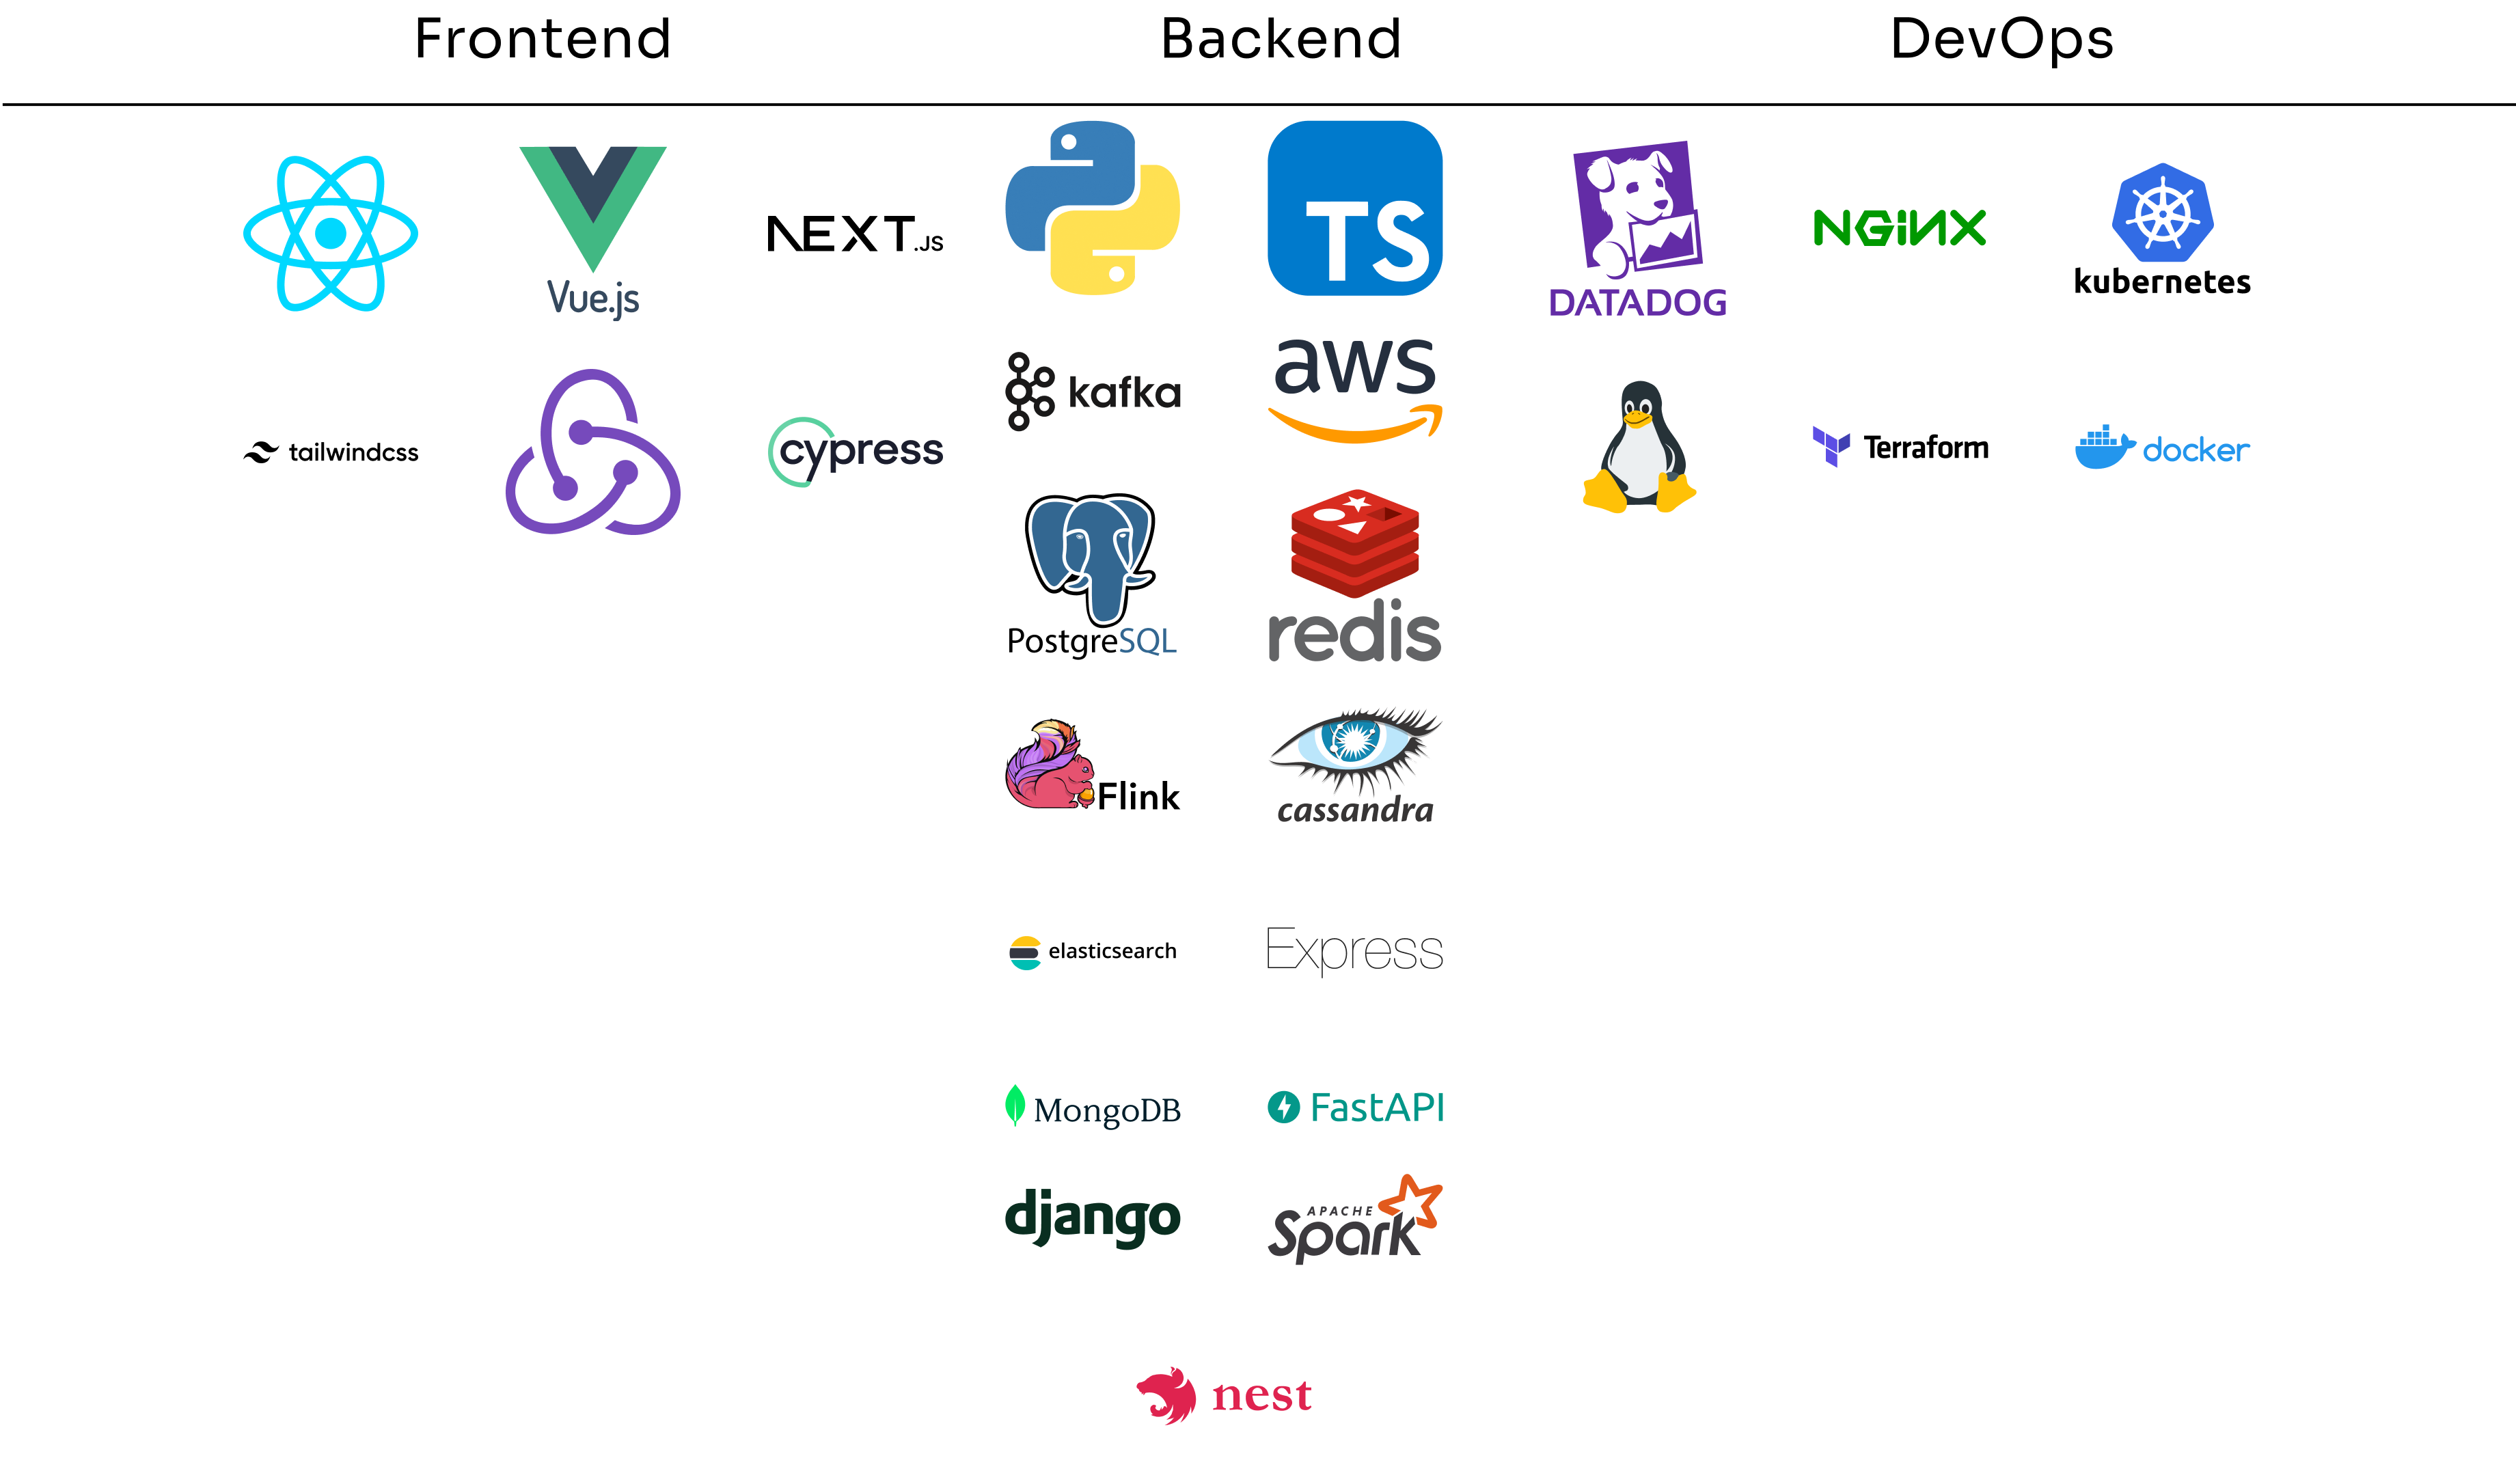 Frontend
Backend
DevOps
Vue.js
NEXT.JS
TS
DATADOG
NGiNX
kubernetes
tailwindcss
cypress
kafka
aws
Terraform
docker
PostgreSQL
redis
Flink
cassandra
elasticsearch
Express
MongoDB
FastAPI
django
APACHE
Spark
nest